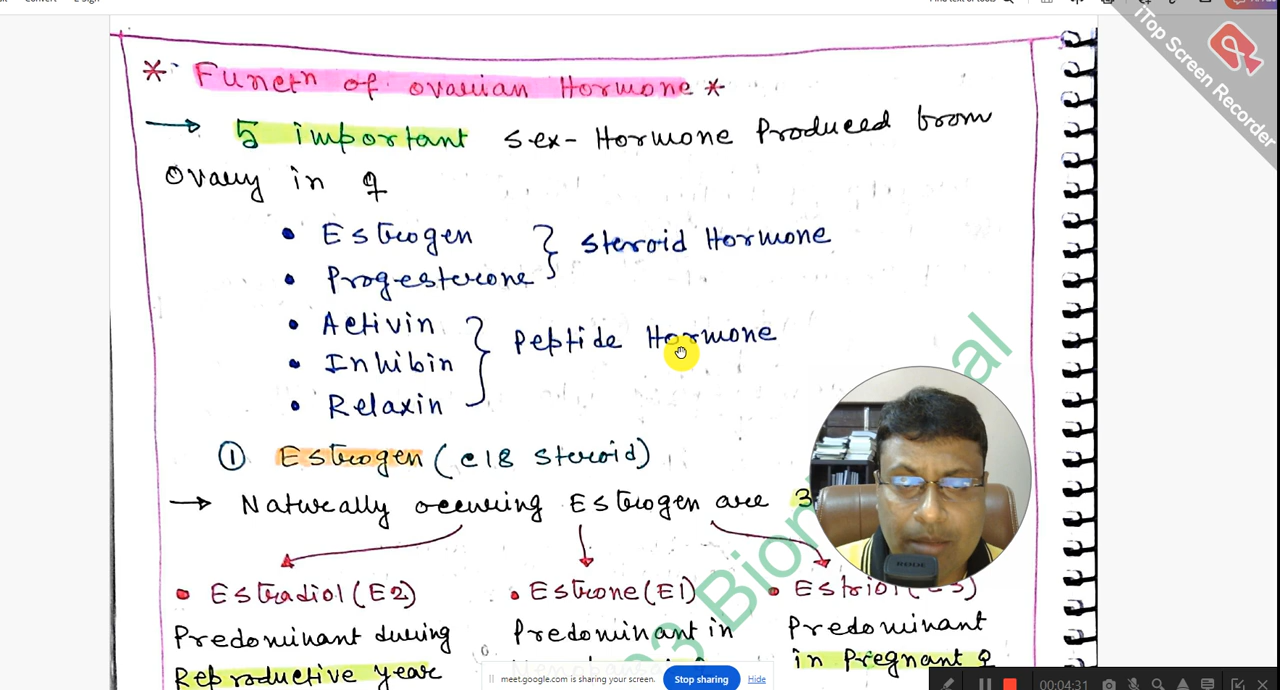 iTop Screen Recorder
* Functn of ovarian Hormone *
→ 5 important sex-Hormone Produced from
Ovary in ♀
• Estrogen
• Progesterone } Steroid Hormone
• Activin
• Inhibin } Peptide Hormone
• Relaxin
① Estrogen (c18 Steroid)
→ Naturally occuring Estrogen are 3
• Estradiol (E2) • Estrone (E1) • Estriol
Predominant during Predominant in Predominant
Reproductive year in Pregnant ♀
meet.google.com is sharing your screen. Stop sharing Hide
00:04:31